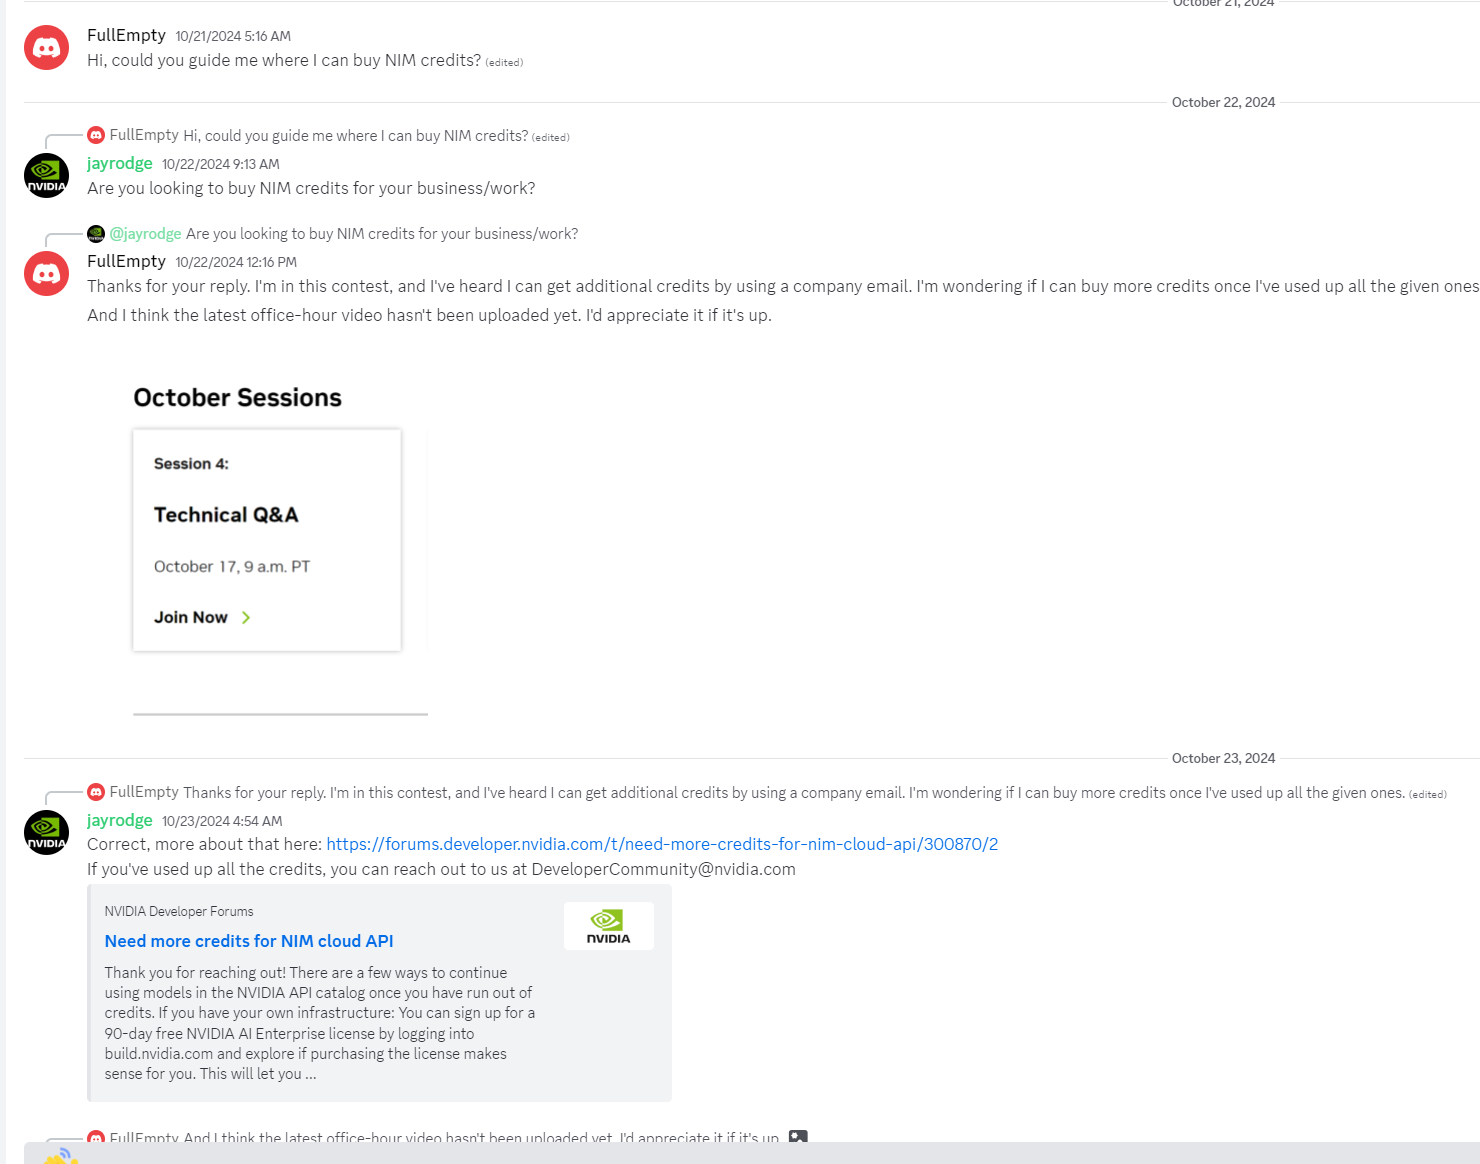 October 21, 2024
FullEmpty 10/21/2024 5:16 AM
Hi, could you guide me where I can buy NIM credits? (edited)
October 22, 2024
FullEmpty Hi, could you guide me where I can buy NIM credits? (edited)
jayrodge 10/22/2024 9:13 AM
NVIDIA
Are you looking to buy NIM credits for your business/work?
@jayrodge Are you looking to buy NIM credits for your business/work?
FullEmpty 10/22/2024 12:16 PM
Thanks for your reply. I'm in this contest, and I've heard I can get additional credits by using a company email. I'm wondering if I can buy more credits once I've used up all the given ones
And I think the latest office-hour video hasn't been uploaded yet. I'd appreciate it if it's up.
October Sessions
Session 4:
Technical Q&A
October 17, 9 a.m. PT
Join Now >
October 23, 2024
FullEmpty Thanks for your reply. I'm in this contest, and I've heard I can get additional credits by using a company email. I'm wondering if I can buy more credits once I've used up all the given ones. (edited)
jayrodge 10/23/2024 4:54 AM
NVIDIA
Correct, more about that here: https://forums.developer.nvidia.com/t/need-more-credits-for-nim-cloud-api/300870/2
If you've used up all the credits, you can reach out to us at DeveloperCommunity@nvidia.com
NVIDIA Developer Forums
NVIDIA
Need more credits for NIM cloud API
Thank you for reaching out! There are a few ways to continue
using models in the NVIDIA API catalog once you have run out of
credits. If you have your own infrastructure: You can sign up for a
90-day free NVIDIA AI Enterprise license by logging into
build.nvidia.com and explore if purchasing the license makes
sense for you. This will let you ...
FullEmpty And I think the latest office-hour video hasn't been uploaded yet. I'd appreciate it if it's up.